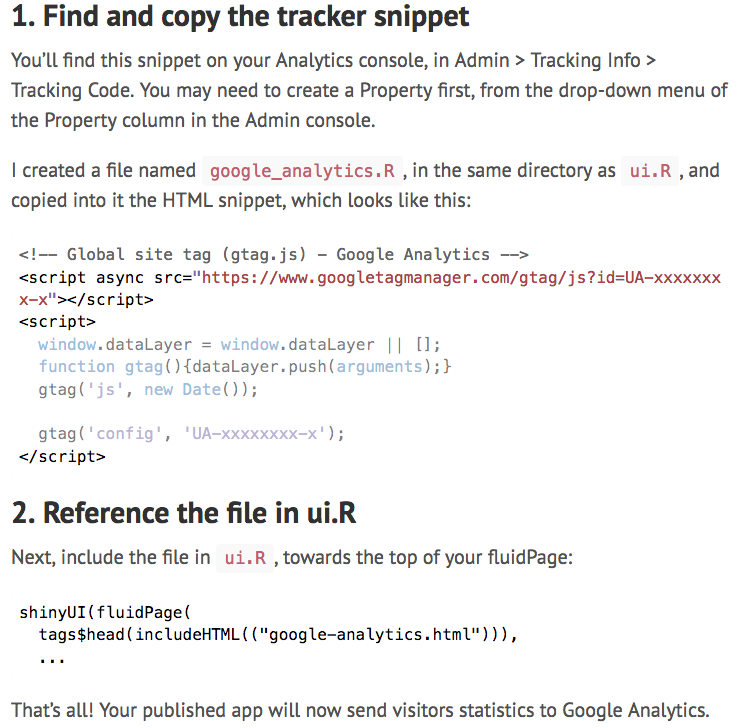 1. Find and copy the tracker snippet
You’ll find this snippet on your Analytics console, in Admin > Tracking Info >
Tracking Code. You may need to create a Property first, from the drop-down menu of
the Property column in the Admin console.
I created a file named google_analytics.R , in the same directory as ui.R , and
copied into it the HTML snippet, which looks like this:
<!-- Global site tag (gtag.js) - Google Analytics -->
<script async src="https://www.googletagmanager.com/gtag/js?id=UA-xxxxxxx
x-x"></script>
<script>
  window.dataLayer = window.dataLayer || [];
  function gtag(){dataLayer.push(arguments);}
  gtag('js', new Date());
  gtag('config', 'UA-xxxxxxxx-x');
</script>
2. Reference the file in ui.R
Next, include the file in ui.R , towards the top of your fluidPage:
shinyUI(fluidPage(
  tags$head(includeHTML(("google-analytics.html"))),
  ...
That’s all! Your published app will now send visitors statistics to Google Analytics.